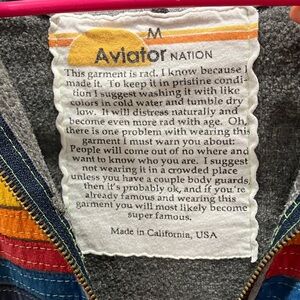 M
Aviator NATION
This garment is rad. I know because I
made it. To keep it in pristine condi-
tion I suggest washing it with like
colors in cold water and tumble dry
low. It will distress naturally and
become even more rad with age. Oh,
there is one problem with wearing this
garment I must warn you about:
People will come out of no where and
want to know who you are. I suggest
not wearing it in a crowded place
unless you have a couple body guards,
then it's probably ok, and if you're
already famous and wearing this
garment you will most likely become
super famous.
Made in California, USA